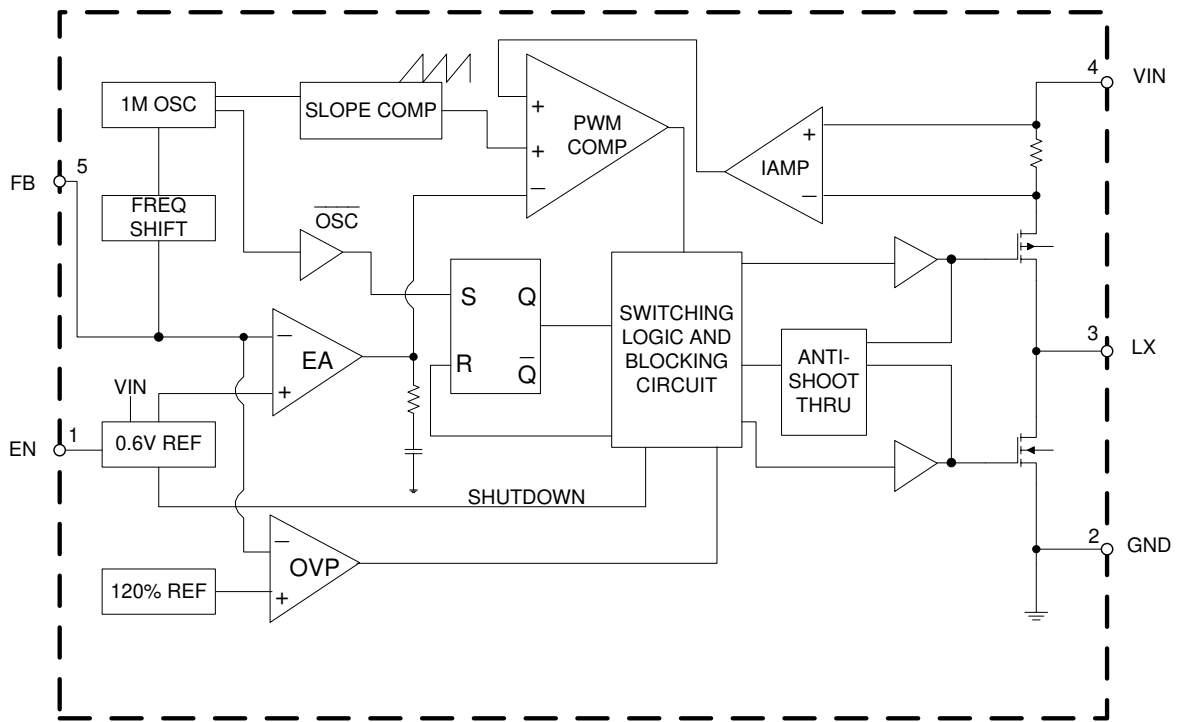 4
VIN
1M OSC
SLOPE COMP
+
+
−
PWM
COMP
+
−
IAMP
5
FB
FREQ
SHIFT
OSC
S
Q
R
Q
SWITCHING
LOGIC AND
BLOCKING
CIRCUIT
3
LX
−
+
EA
ANTI-
SHOOT
THRU
VIN
EN
1
0.6V REF
SHUTDOWN
2
GND
−
+
OVP
120% REF